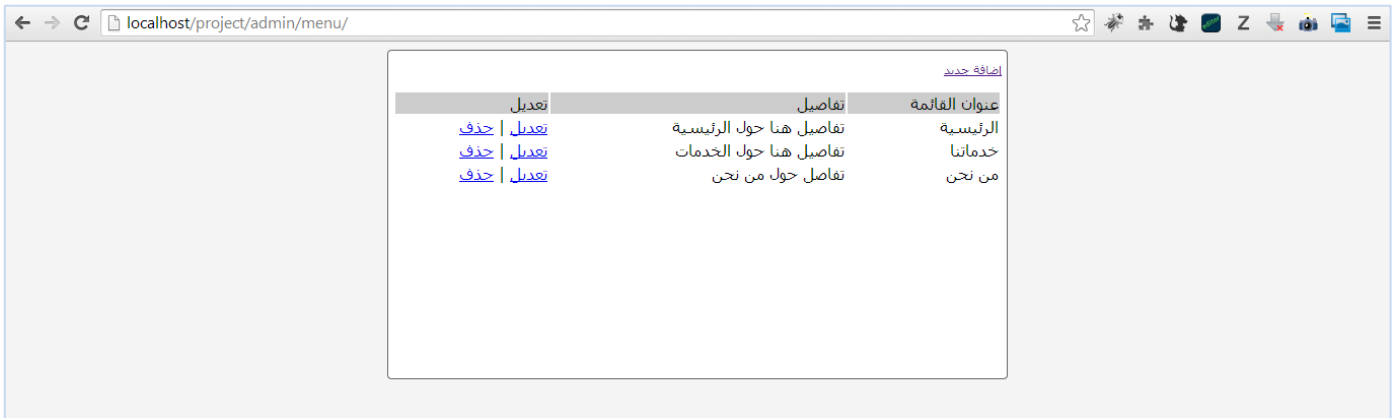 localhost/project/admin/menu/
إضافة جديد
عنوان القائمة تفاصيل تعديل
الرئيسية تفاصيل هنا حول الرئيسية تعديل | حذف
خدماتنا تفاصيل هنا حول الخدمات تعديل | حذف
من نحن تفاصل حول من نحن تعديل | حذف